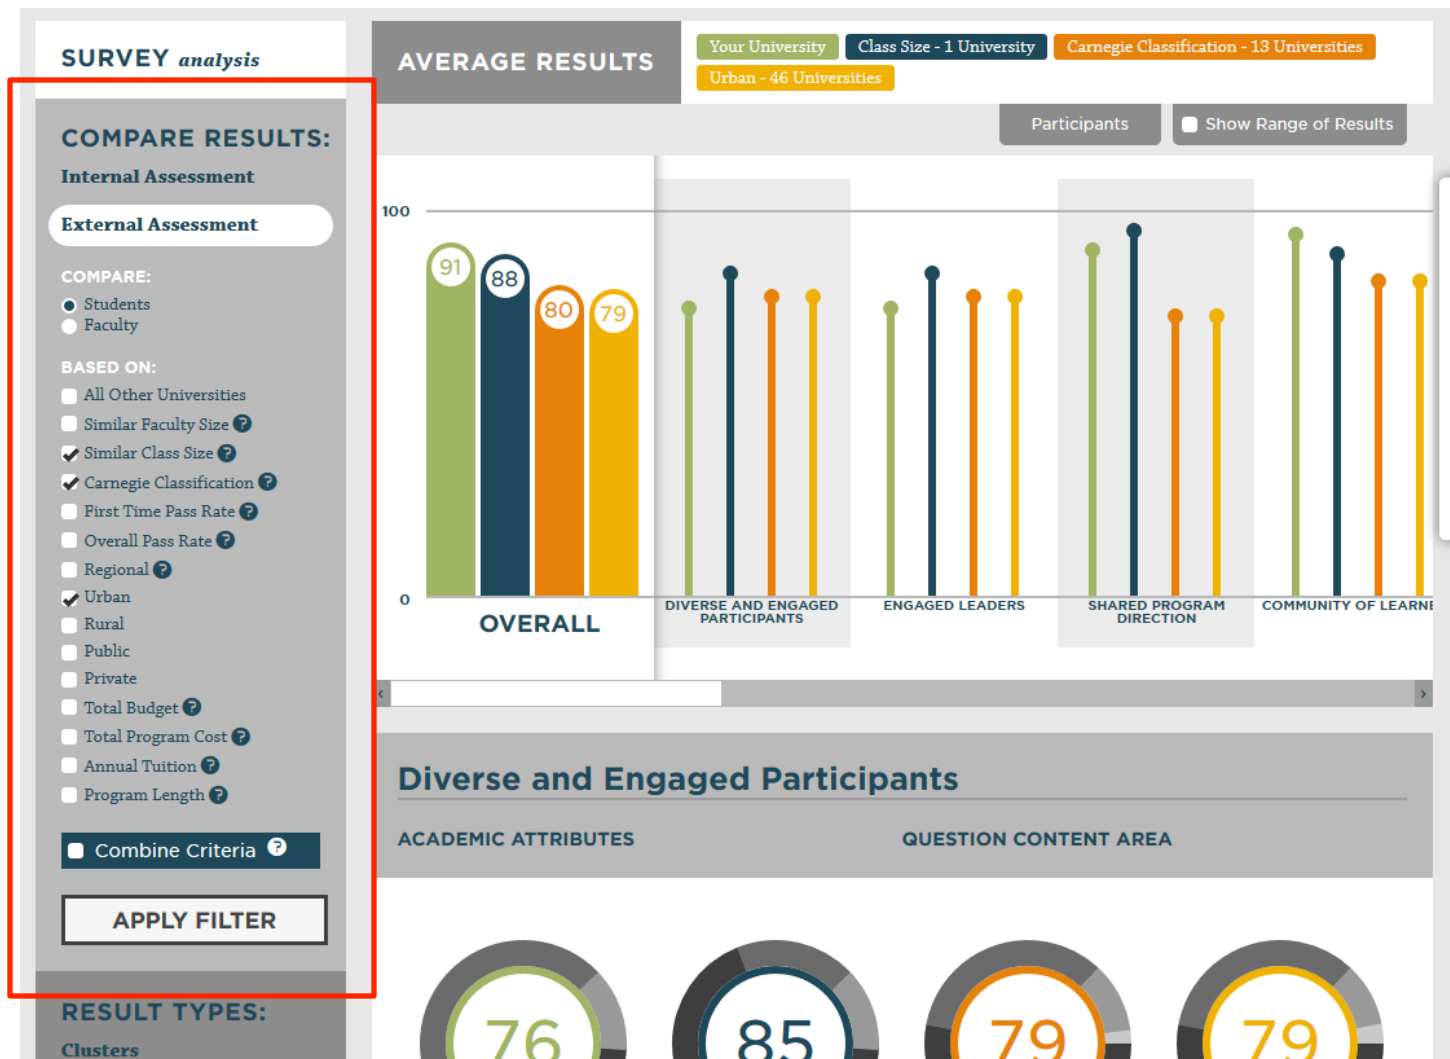 SURVEY analysis
COMPARE RESULTS:
Internal Assessment
External Assessment
COMPARE:
Students
Faculty
BASED ON:
All Other Universities
Similar Faculty Size ?
Similar Class Size ?
Carnegie Classification ?
First Time Pass Rate ?
Overall Pass Rate ?
Regional ?
Urban
Rural
Public
Private
Total Budget ?
Total Program Cost ?
Annual Tuition ?
Program Length ?
Combine Criteria ?
APPLY FILTER
RESULT TYPES:
Clusters
AVERAGE RESULTS
Your University Class Size - 1 University Carnegie Classification - 13 Universities
Urban - 46 Universities
Participants Show Range of Results
100
91 88 80 79
0
OVERALL
DIVERSE AND ENGAGED
PARTICIPANTS
ENGAGED LEADERS
SHARED PROGRAM
DIRECTION
COMMUNITY OF LEARNE
Diverse and Engaged Participants
ACADEMIC ATTRIBUTES QUESTION CONTENT AREA
76 85 79 79